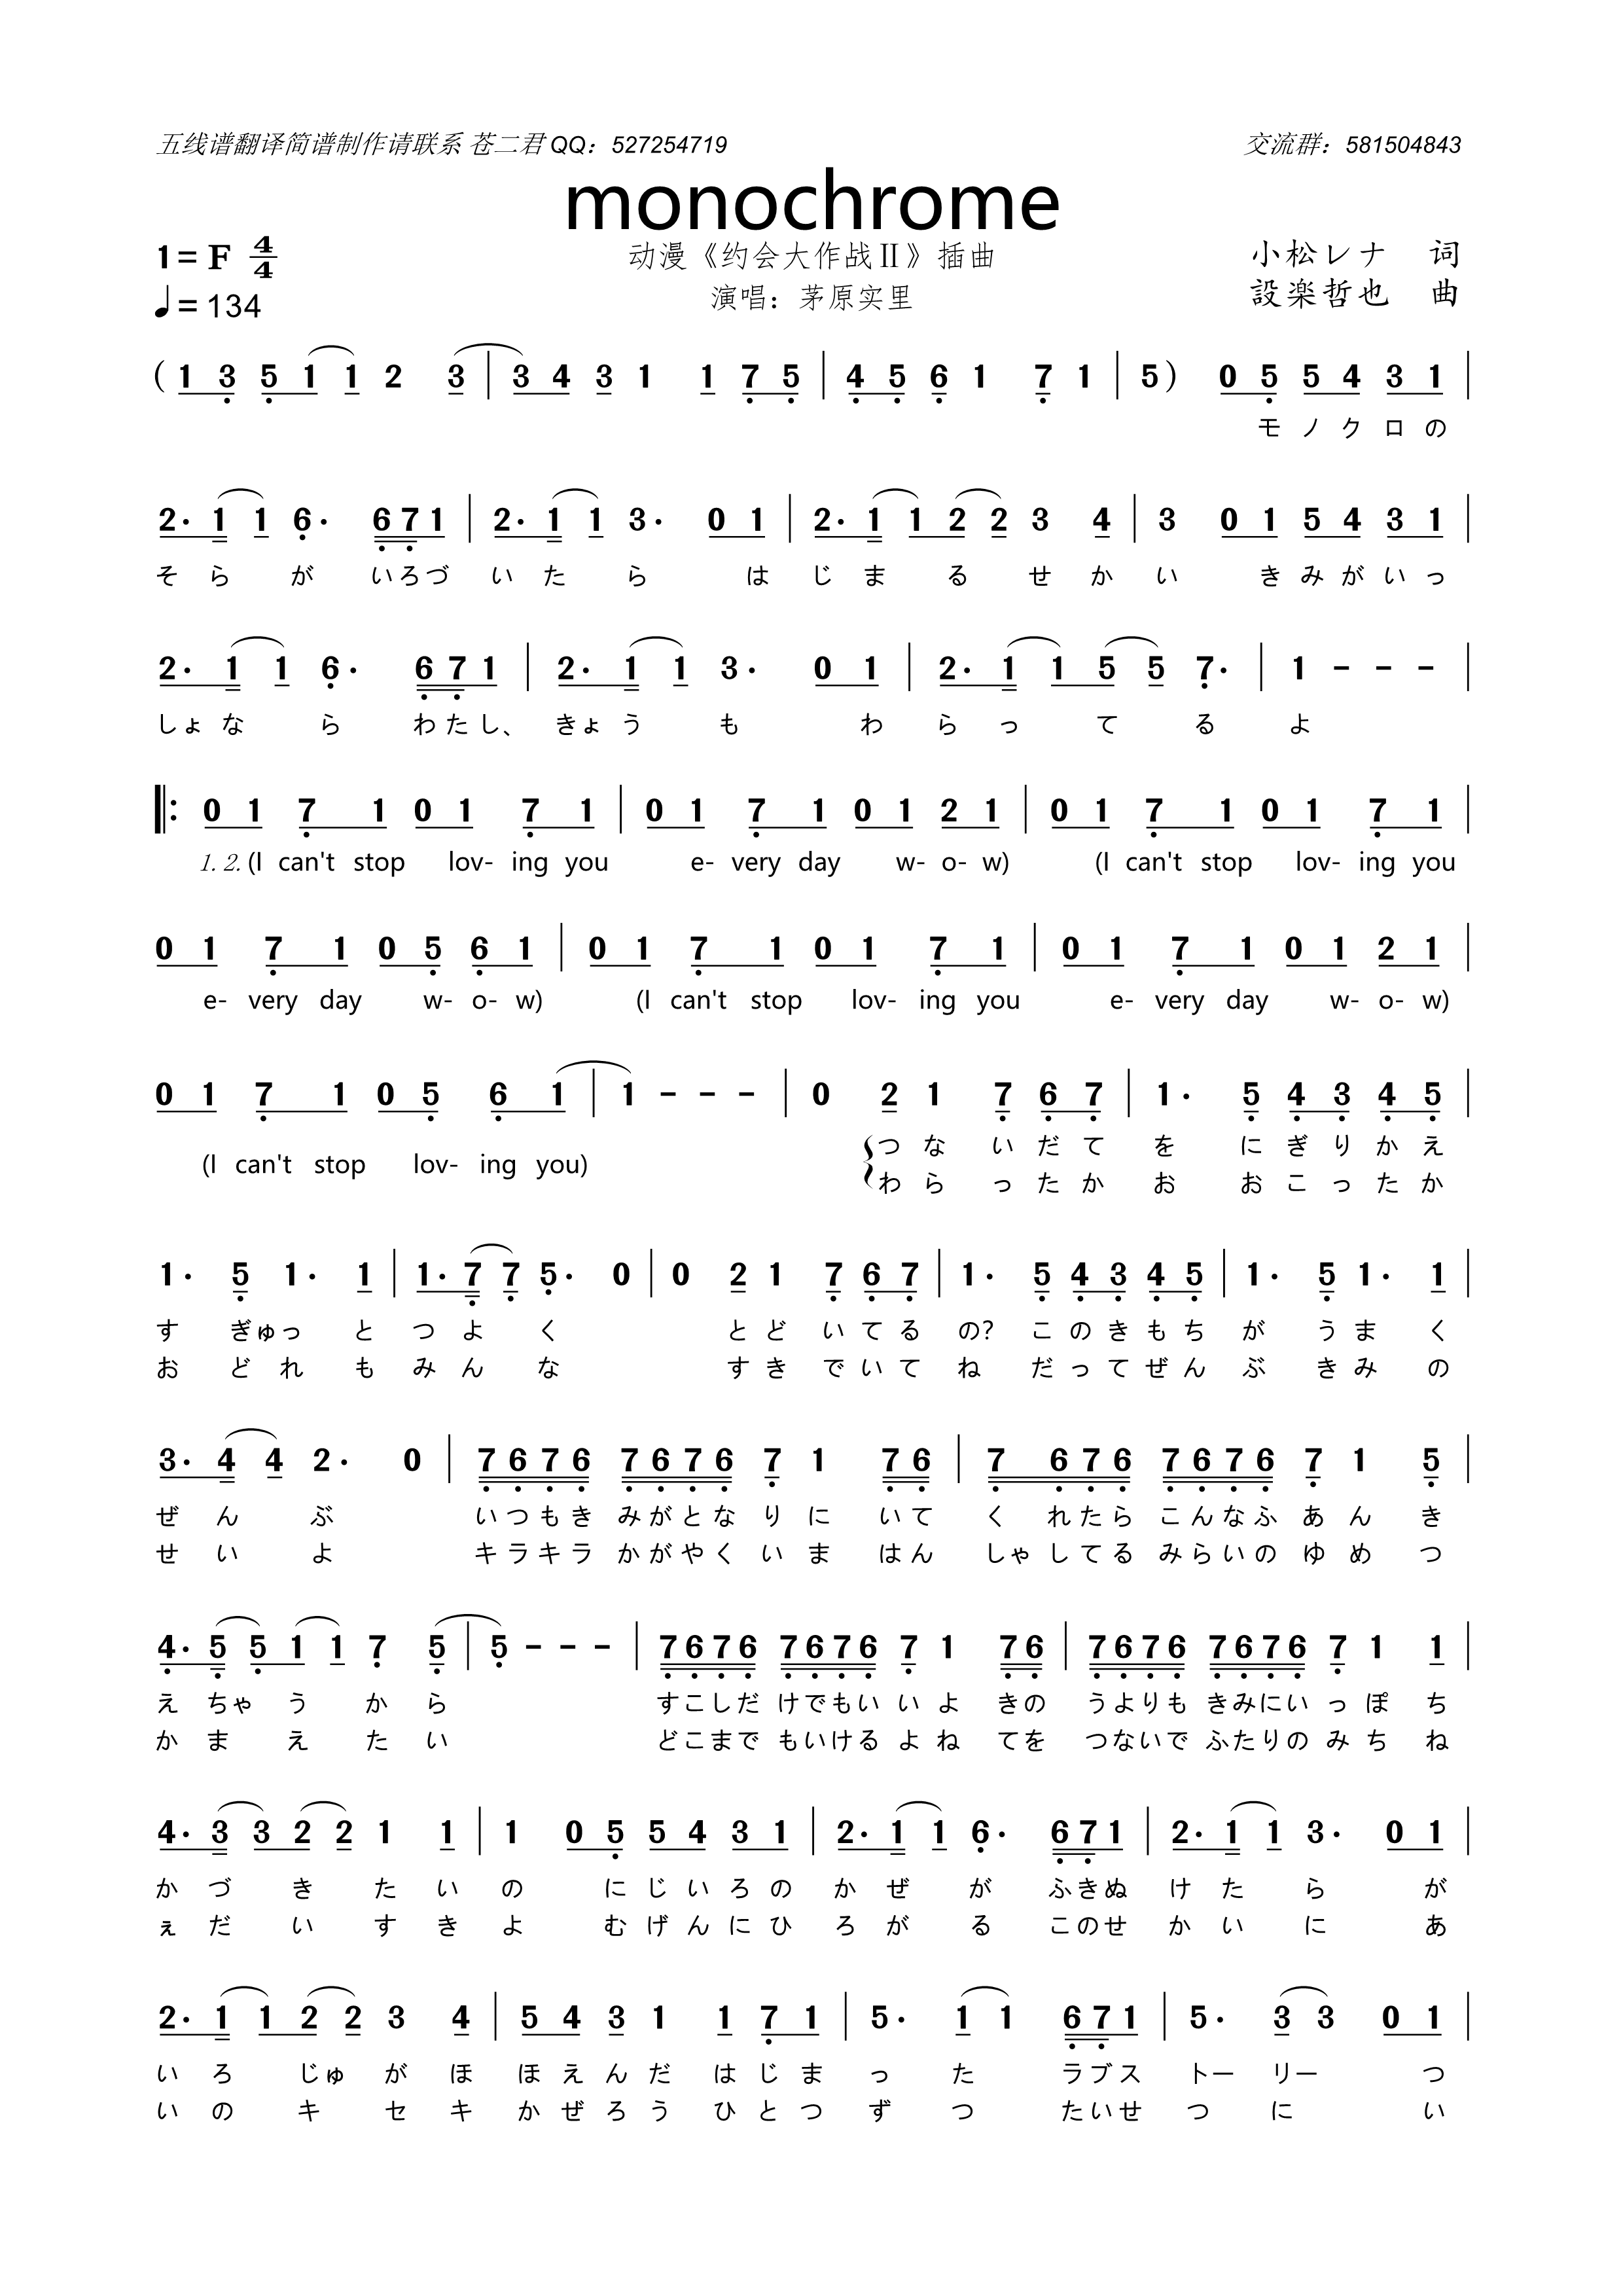 五线谱翻译简谱制作请联系 苍二君 QQ：527254719 交流群：581504843
monochrome
1=F 4/4 动漫《约会大作战II》插曲 小松レナ 词
♩=134 演唱：茅原实里 設楽哲也 曲
( 1 3 5 1 1 2 3 | 3 4 3 1 1 7 5 | 4 5 6 1 7 1 | 5 ) 0 5 5 4 3 1 |
モ ノ ク ロ の
2· 1 1 6· 6 7 1 | 2· 1 1 3· 0 1 | 2· 1 1 2 2 3 4 | 3 0 1 5 4 3 1 |
そ ら が い ろ づ い た ら は じ ま る せ か い き み が い っ
2· 1 1 6· 6 7 1 | 2· 1 1 3· 0 1 | 2· 1 1 5 5 7· | 1 - - - |
しょ な ら わ た し、 きょ う も わ ら っ て る よ
‖: 0 1 7 1 0 1 7 1 | 0 1 7 1 0 1 2 1 | 0 1 7 1 0 1 7 1 |
1. 2. (I can't stop lov- ing you e- very day w- o- w) (I can't stop lov- ing you
0 1 7 1 0 5 6 1 | 0 1 7 1 0 1 7 1 | 0 1 7 1 0 1 2 1 |
e- very day w- o- w) (I can't stop lov- ing you e- very day w- o- w)
0 1 7 1 0 5 6 1 | 1 - - - | 0 2 1 7 6 7 | 1· 5 4 3 4 5 |
つ な い だ て を に ぎ り か え
(I can't stop lov- ing you)
わ ら っ た か お お こ っ た か
1· 5 1· 1 | 1· 7 7 5· 0 | 0 2 1 7 6 7 | 1· 5 4 3 4 5 | 1· 5 1· 1 |
す ぎゅっ と つ よ く と ど い て る の? こ の き も ち が う ま く
お ど れ も み ん な す き で い て ね だ っ て ぜ ん ぶ き み の
3· 4 4 2· 0 | 7 6 7 6 7 6 7 6 7 1 7 6 | 7 6 7 6 7 6 7 6 7 1 5 |
ぜ ん ぶ い つ も き み が と な り に い て く れ た ら こ ん な ふ あ ん き
せ い よ キ ラ キ ラ か が や く い ま は ん しゃ し て る み ら い の ゆ め つ
4· 5 5 1 1 7 5 | 5 - - - | 7 6 7 6 7 6 7 6 7 1 7 6 | 7 6 7 6 7 6 7 6 7 1 1 |
え ちゃ う か ら す こ し だ け で も い い よ き の う よ り も き み に い っ ぽ ち
か ま え た い ど こ ま で も い け る よ ね て を つ な い で ふ た り の み ち ね
4· 3 3 2 2 1 1 | 1 0 5 5 4 3 1 | 2· 1 1 6· 6 7 1 | 2· 1 1 3· 0 1 |
か づ き た い の に じ い ろ の か ぜ が ふ き ぬ け た ら が
ぇ だ い す き よ む げ ん に ひ ろ が る こ の せ か い に あ
2· 1 1 2 2 3 4 | 5 4 3 1 1 7 1 | 5· 1 1 6 7 1 | 5· 3 3 0 1 |
い ろ じゅ が ほ ほ え ん だ は じ ま っ た ラ ブ ス トー リー つ
い の キ セ キ か ぜ ろ う ひ と つ ず つ た い せ つ に い